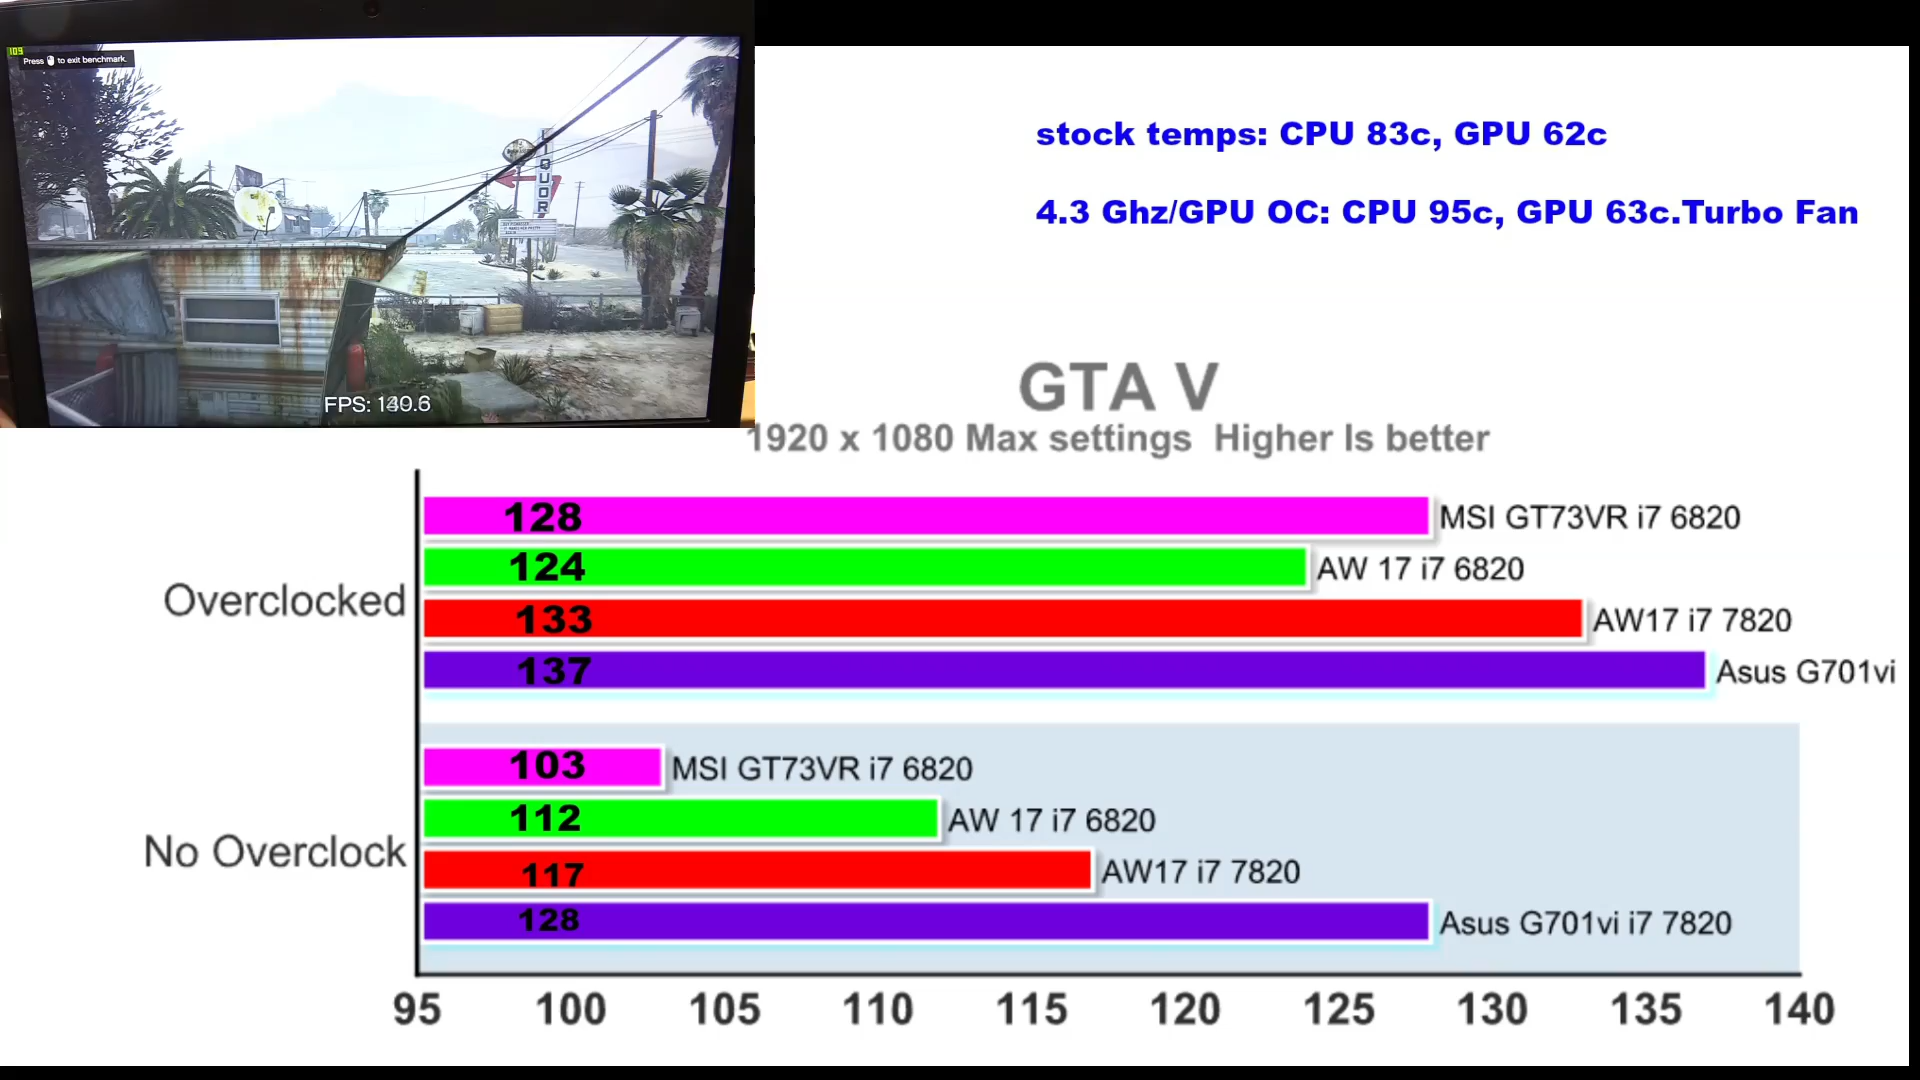 109
Press to exit benchmark.
LIQUOR
FPS: 140.6
stock temps: CPU 83c, GPU 62c
4.3 Ghz/GPU OC: CPU 95c, GPU 63c.Turbo Fan
GTA V
1920 x 1080 Max settings Higher Is better
Overclocked
128 MSI GT73VR i7 6820
124 AW 17 i7 6820
133 AW17 i7 7820
137 Asus G701vi
No Overclock
103 MSI GT73VR i7 6820
112 AW 17 i7 6820
117 AW17 i7 7820
128 Asus G701vi i7 7820
95 100 105 110 115 120 125 130 135 140